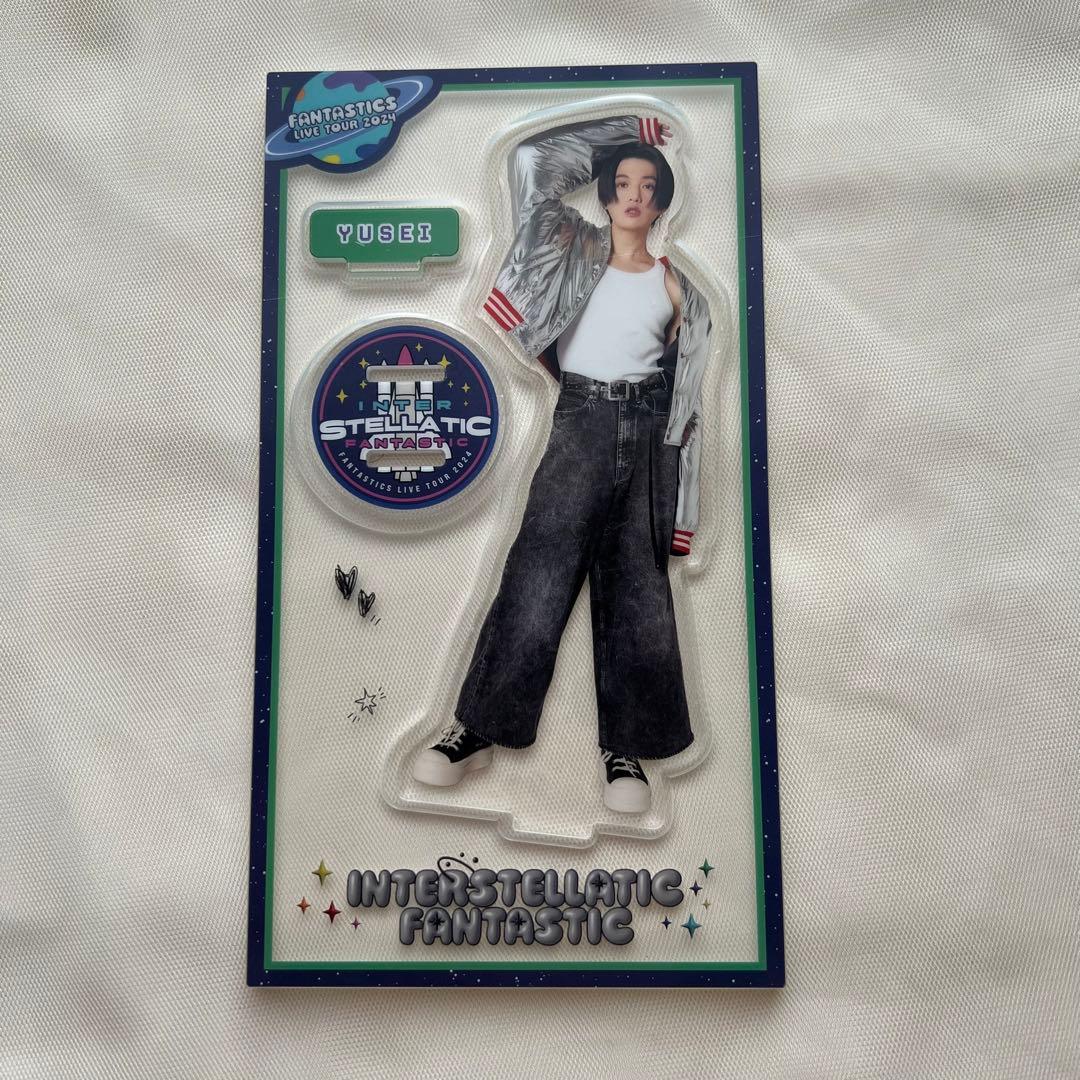 FANTASTICS
LIVE TOUR 2024
YUSEI
INTER
STELLATIC
FANTASTIC
FANTASTICS LIVE TOUR 2024
INTERSTELLATIC
FANTASTIC